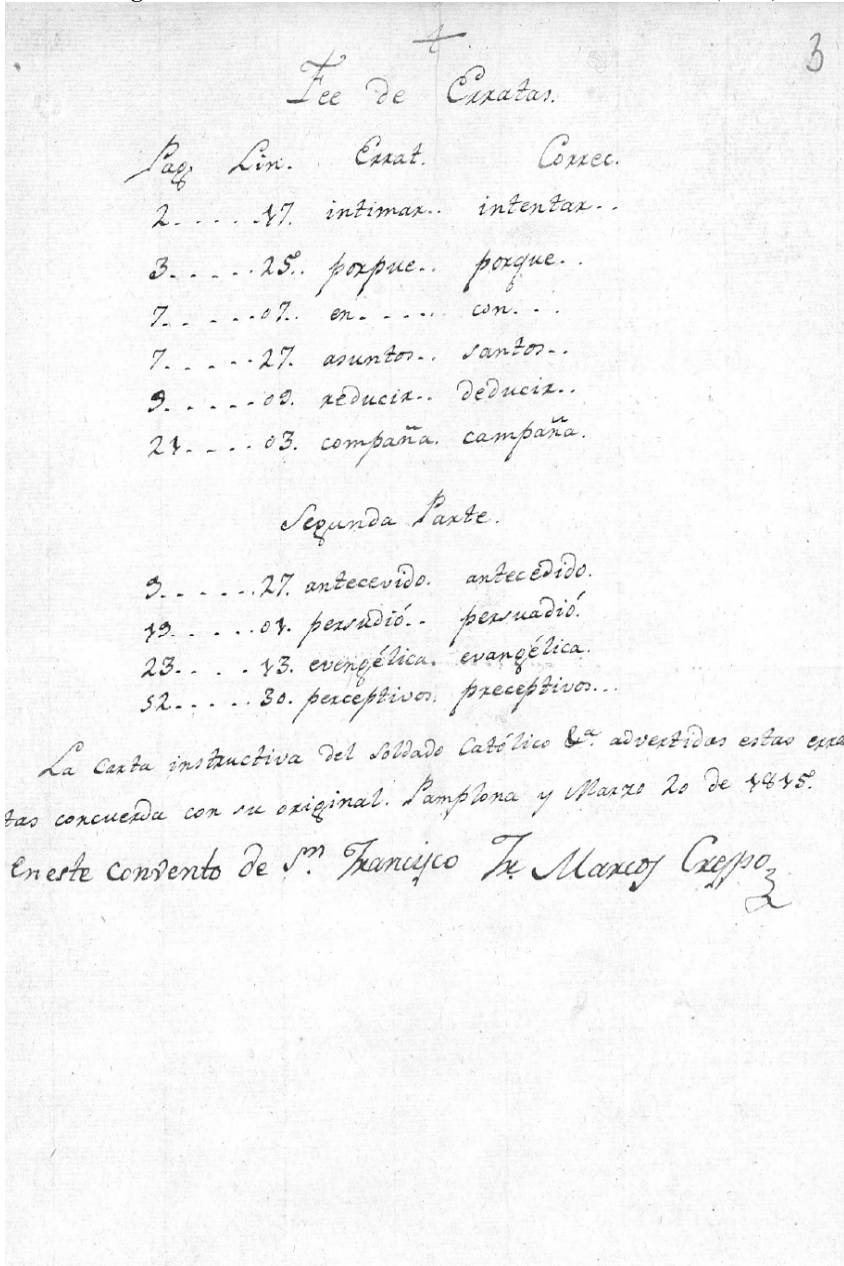 3
Fee de Erratas.
Pag. Lin. Errat. Correc.
2. . . . . 17. intimar. . intentar. . .
3. . . . . 25. porpue. . porque. . .
7. . . . . 07. en. . . . . . con. . .
7. . . . . 27. asuntos. . santos. . .
9. . . . . . 09. reducir. . deducir. . .
21. . . . . 03. compaña. campaña.
Segunda Parte.
9. . . . . . 27. antecevido. antecedido.
19. . . . . 01. persudió. . persuadió.
23. . . . . 13. evengélica. evangélica.
52. . . . . 30. perceptivos. preceptivos. . .
La Carta instructiva del Soldado Católico &a. advertidas estas erra
tas concuerda con su original. Pamplona y Marzo 20 de 1815.
En este Convento de Sn. Francisco Fr. Marcos Crespo